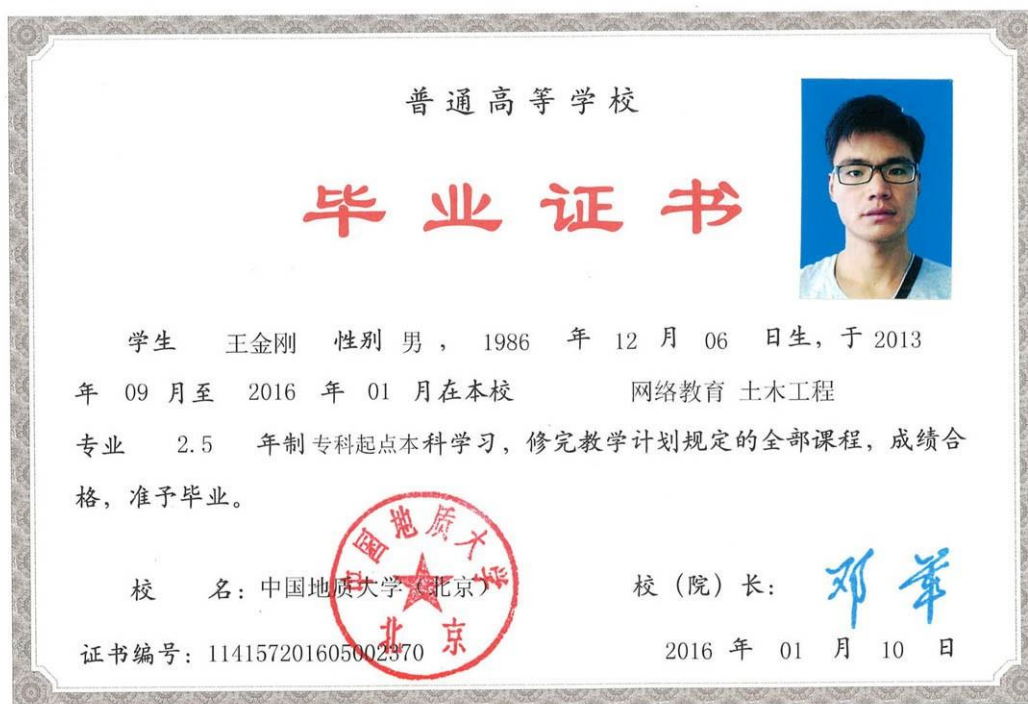 普通高等学校
毕业证书
学生 王金刚 性别 男 , 1986 年 12 月 06 日生, 于 2013
年 09 月至 2016 年 01 月在本校 网络教育 土木工程
专业 2.5 年制 专科起点本科学习, 修完教学计划规定的全部课程, 成绩合
格, 准予毕业。
校 名: 中国地质大学(北京) 校(院)长: 邓军
证书编号: 114157201605002370 2016 年 01 月 10 日
中国地质大学
北京